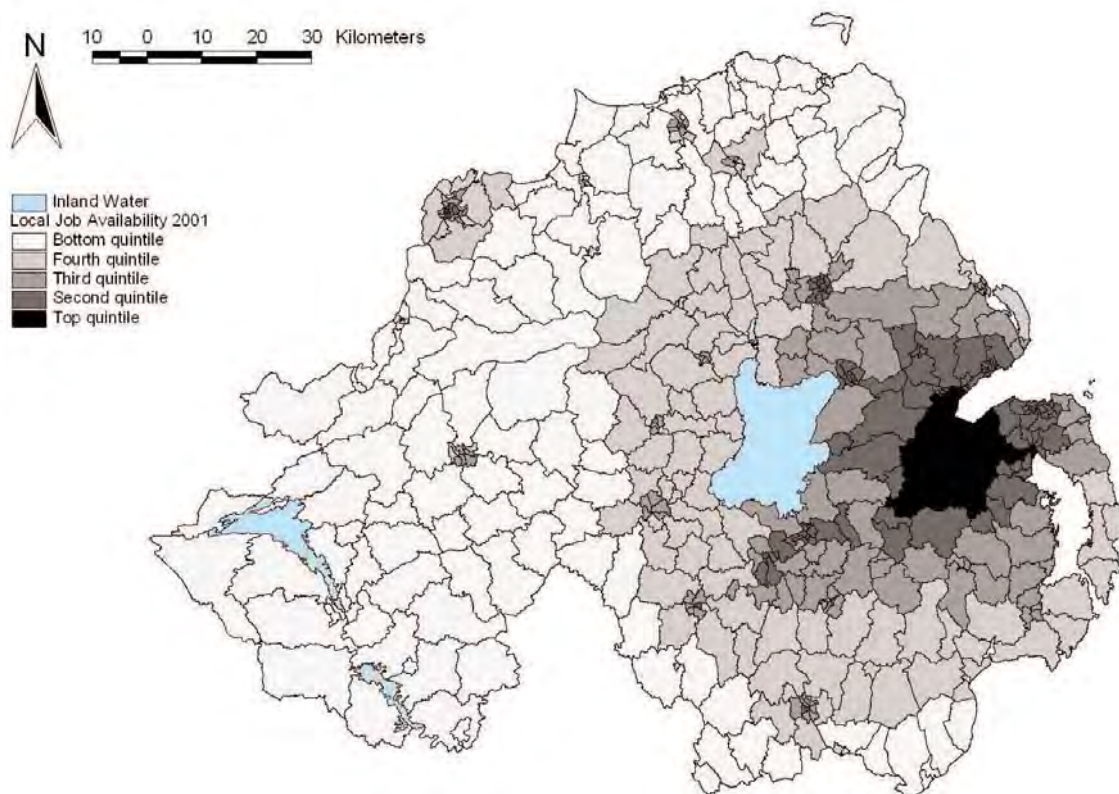 N
10 0 10 20 30 Kilometers
Inland Water
Local Job Availability 2001
Bottom quintile
Fourth quintile
Third quintile
Second quintile
Top quintile